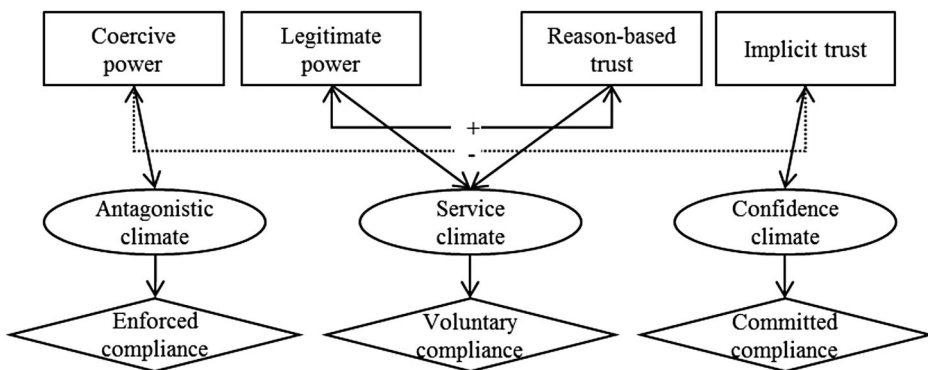 Coercive
power
Legitimate
power
Reason-based
trust
Implicit trust
+
-
Antagonistic
climate
Service
climate
Confidence
climate
Enforced
compliance
Voluntary
compliance
Committed
compliance